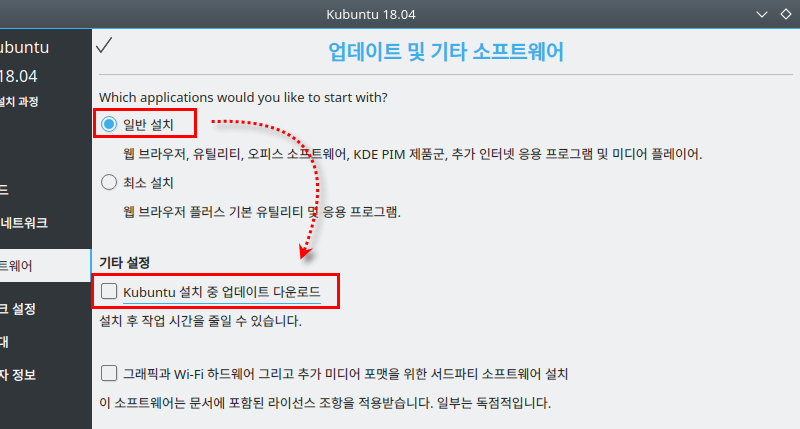 Kubuntu 18.04
ubuntu
18.04
설치 과정
드
네트워크
트웨어
크 설정
대
자 정보
업데이트 및 기타 소프트웨어
Which applications would you like to start with?
일반 설치
웹 브라우저, 유틸리티, 오피스 소프트웨어, KDE PIM 제품군, 추가 인터넷 응용 프로그램 및 미디어 플레이어.
최소 설치
웹 브라우저 플러스 기본 유틸리티 및 응용 프로그램.
기타 설정
Kubuntu 설치 중 업데이트 다운로드
설치 후 작업 시간을 줄일 수 있습니다.
그래픽과 Wi-Fi 하드웨어 그리고 추가 미디어 포맷을 위한 서드파티 소프트웨어 설치
이 소프트웨어는 문서에 포함된 라이선스 조항을 적용받습니다. 일부는 독점적입니다.